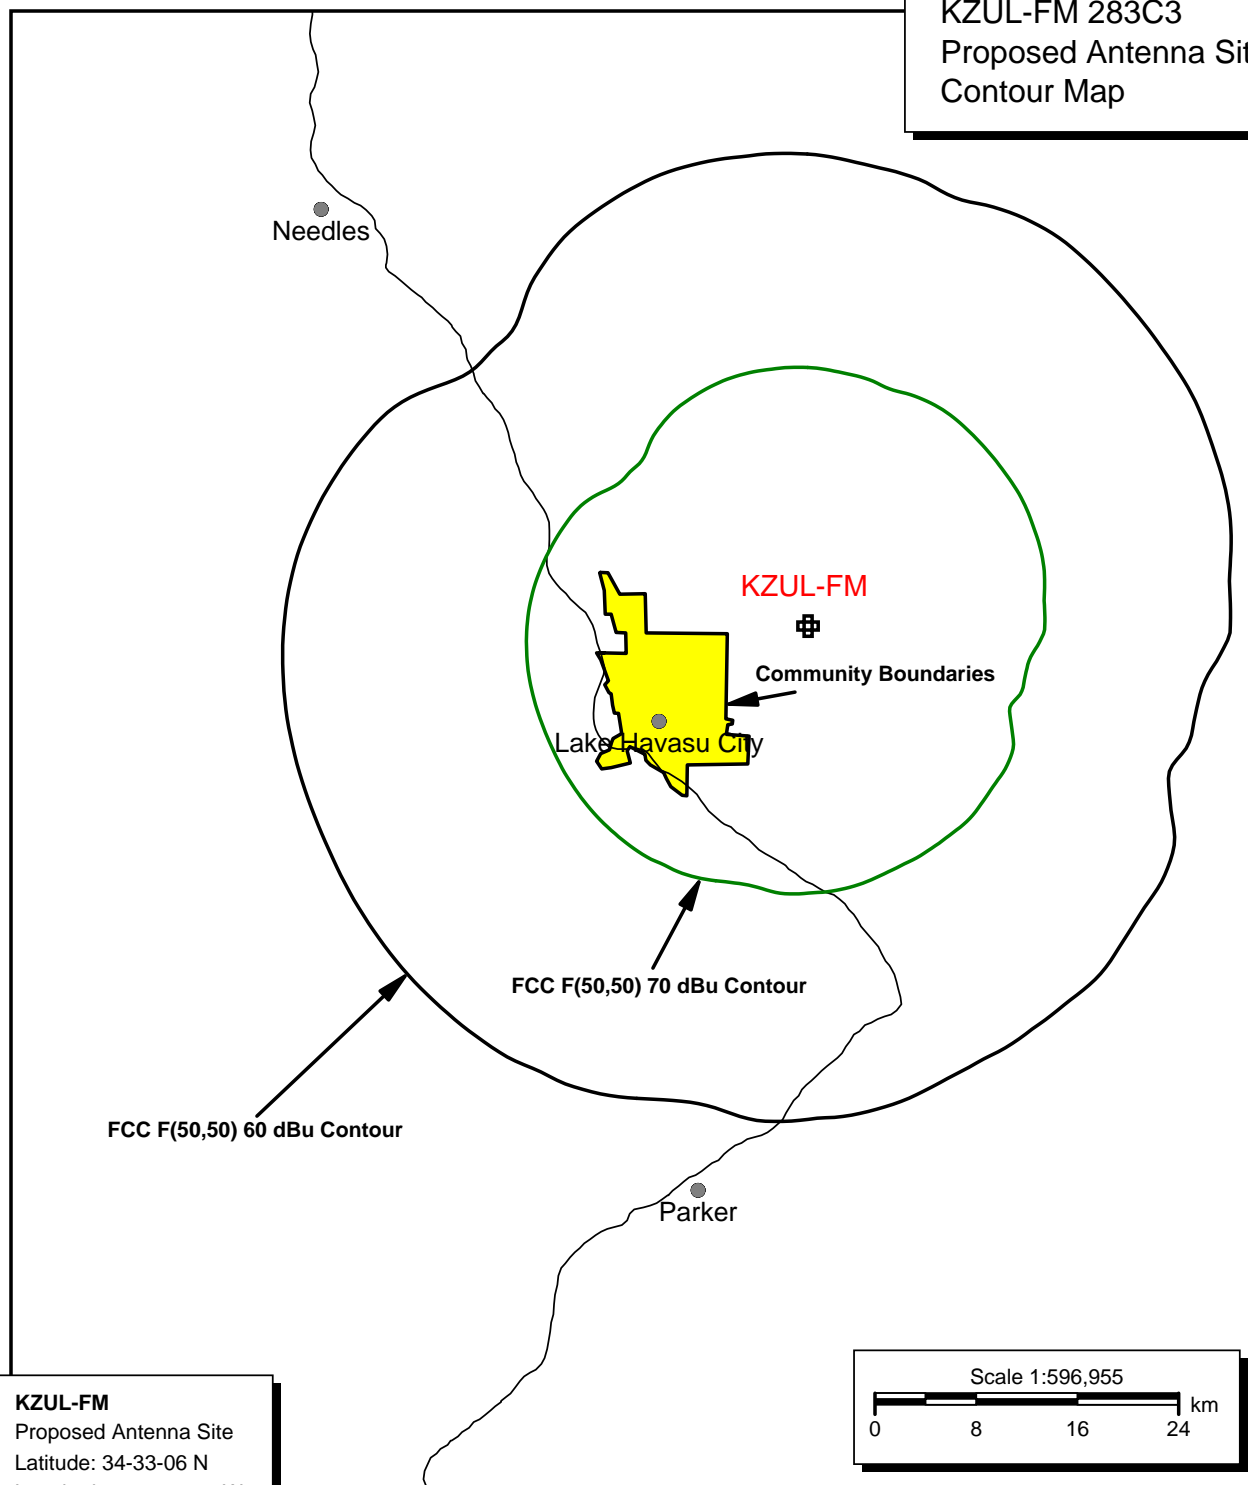 KZUL-FM 283C3
Proposed Antenna
Contour Map
Needles
KZUL-FM
Community Boundaries
Lake Havasu City
FCC F(50,50) 70 dBu Contour
FCC F(50,50) 60 dBu Contour
Parker
Scale 1:596,955
km
0 8 16 24
KZUL-FM
Proposed Antenna Site
Latitude: 34-33-06 N